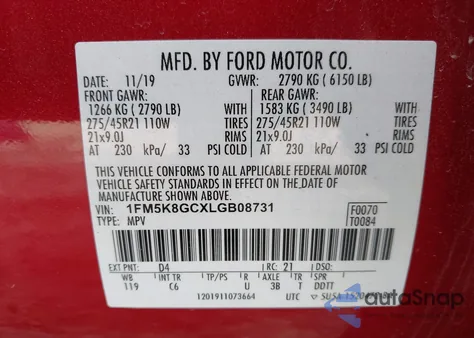 MFD. BY FORD MOTOR CO.
DATE: 11/19 GVWR: 2790 KG ( 6150 LB)
FRONT GAWR: REAR GAWR:
1266 KG ( 2790 LB) WITH 1583 KG ( 3490 LB) WITH
275/45R21 110W TIRES 275/45R21 110W TIRES
21x9.0J RIMS 21x9.0J RIMS
AT 230 kPa/ 33 PSI COLD AT 230 kPa/ 33 PSI COLD
THIS VEHICLE CONFORMS TO ALL APPLICABLE FEDERAL MOTOR
VEHICLE SAFETY AND THEFT PREVENTION STANDARDS IN EFFECT ON THE DATE OF
MANUFACTURE SHOWN ABOVE.
VIN: 1FM5K8GCXLGB08731 F0070
TYPE: MPV T0084
EXT PNT: D4 RC: 21 DSO:
WB INT TR TP/PS R AXLE TR SPR
119 C6 U 3B T DDTT
1201911073664 UTC
autAsnap